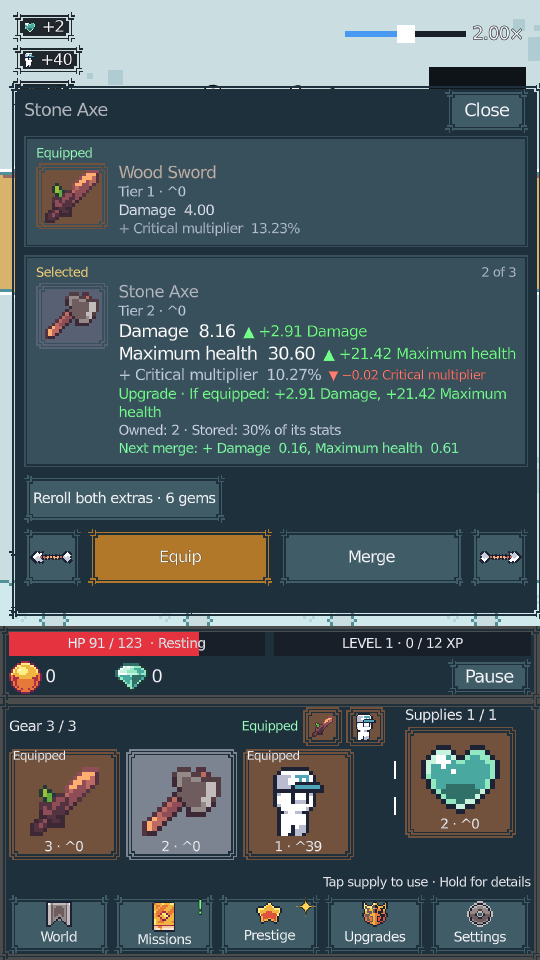 +2
2.00×
+40
Stone Axe
Close
Equipped
Wood Sword
Tier 1 · ^0
Damage 4.00
+ Critical multiplier 13.23%
Selected
2 of 3
Stone Axe
Tier 2 · ^0
Damage 8.16 ▲ +2.91 Damage
Maximum health 30.60 ▲ +21.42 Maximum health
+ Critical multiplier 10.27% ▼ −0.02 Critical multiplier
Upgrade · If equipped: +2.91 Damage, +21.42 Maximum
health
Owned: 2 · Stored: 30% of its stats
Next merge: + Damage 0.16, Maximum health 0.61
Reroll both extras · 6 gems
Equip
Merge
HP 91 / 123 · Resting
LEVEL 1 · 0 / 12 XP
0
0
Pause
Gear 3 / 3
Equipped
Supplies 1 / 1
Equipped
Equipped
3 · ^0
2 · ^0
1 · ^39
2 · ^0
Tap supply to use · Hold for details
World
Missions
!
Prestige
Upgrades
Settings